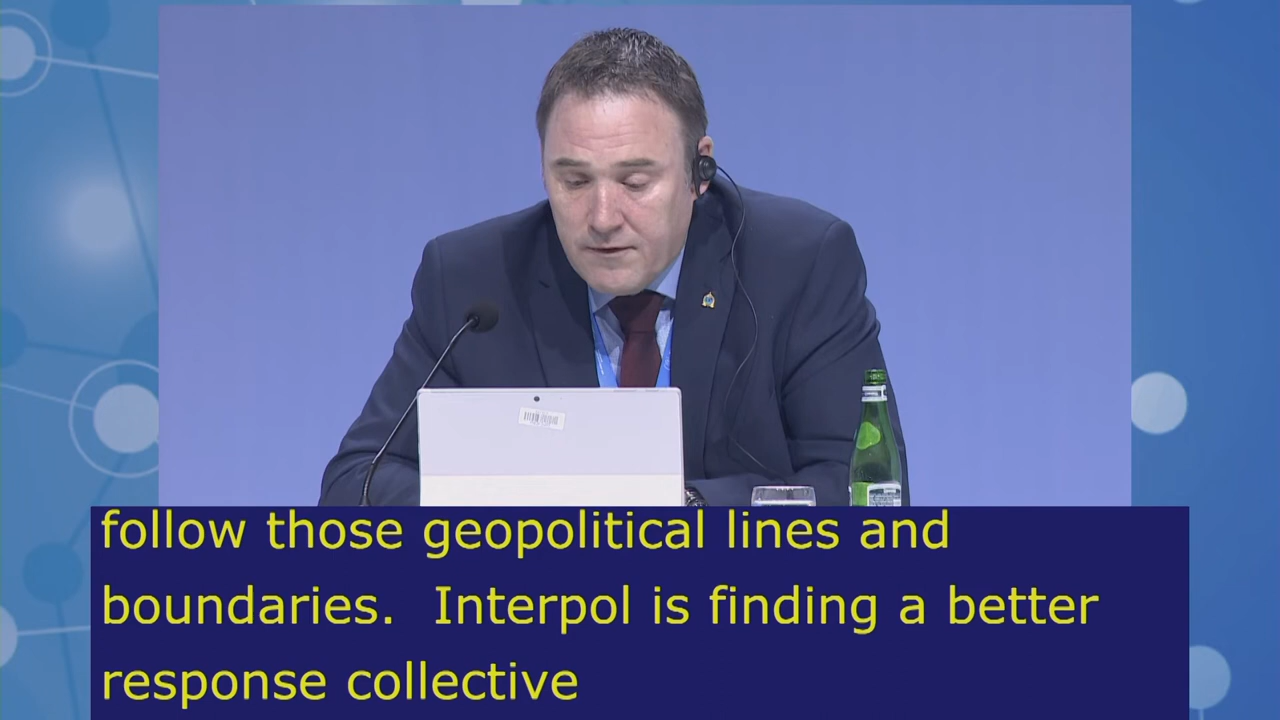 follow those geopolitical lines and
boundaries.  Interpol is finding a better
response collective